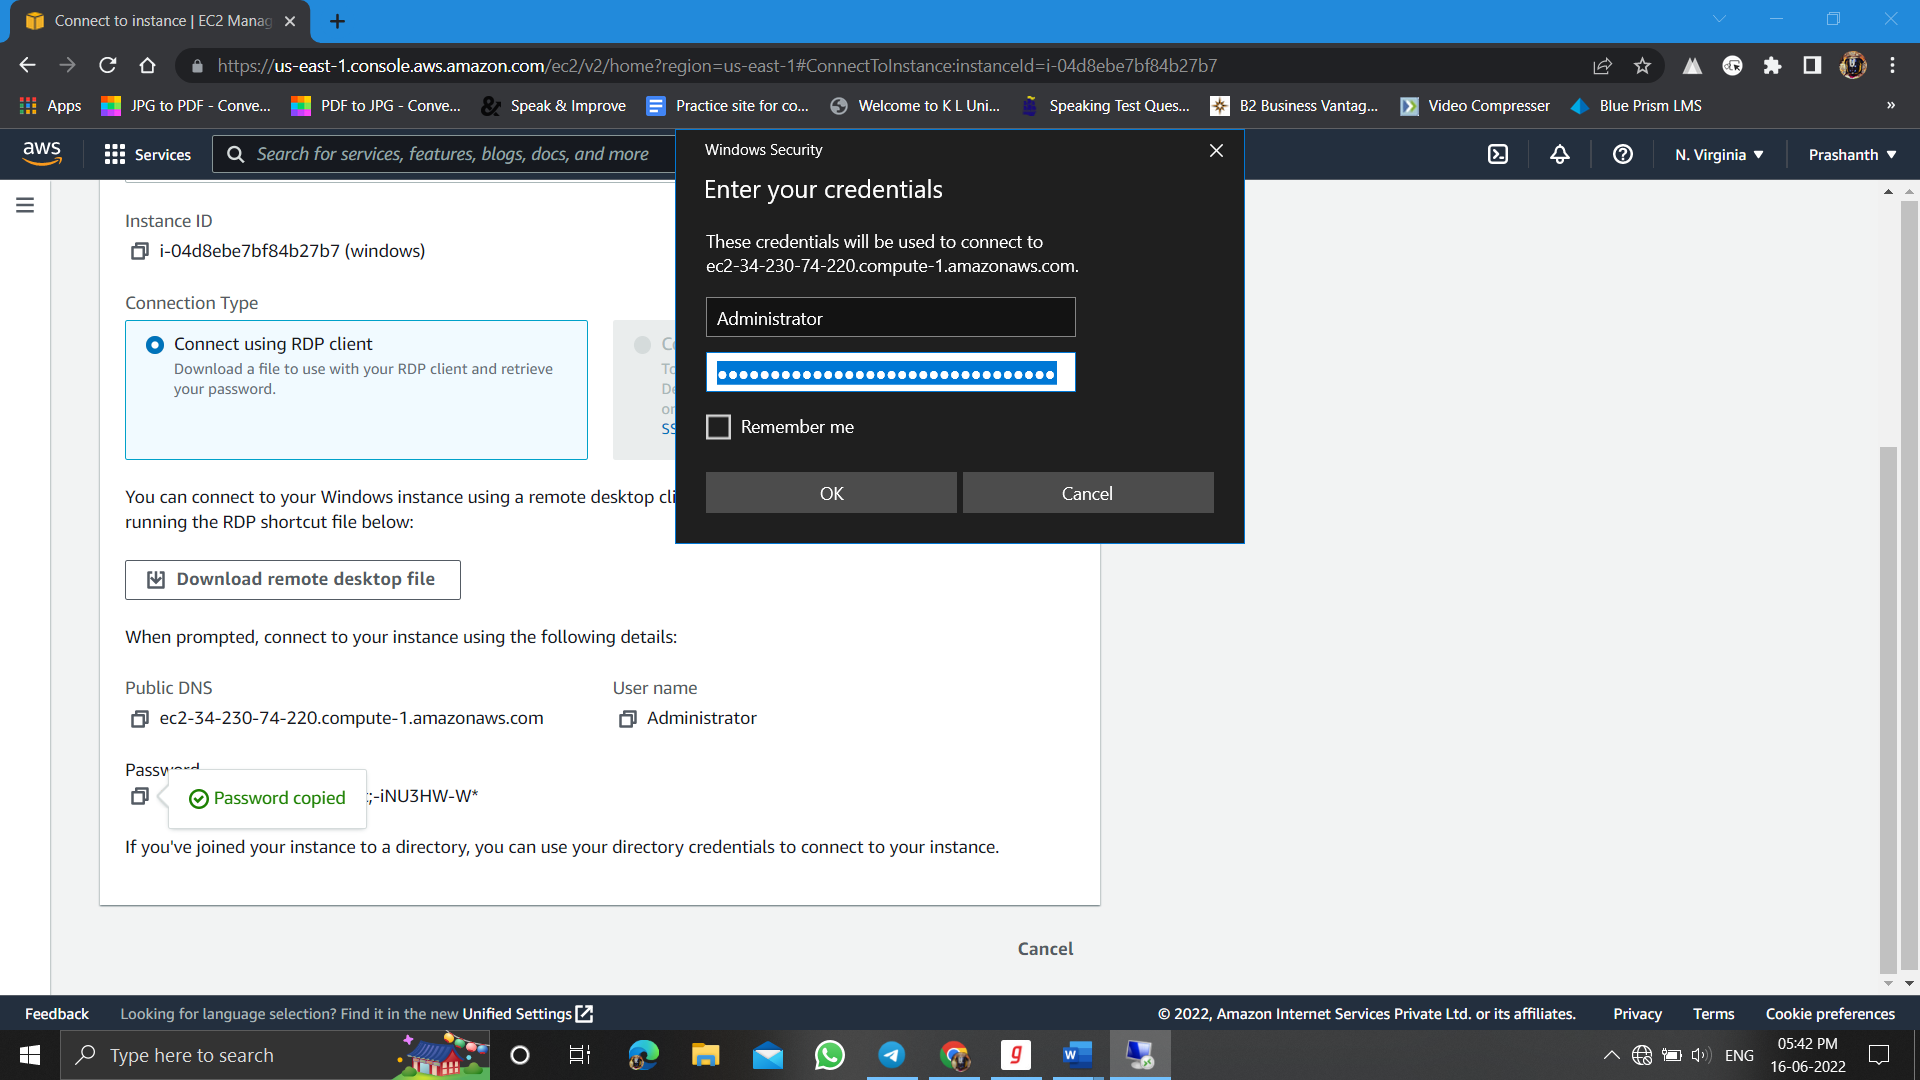 Connect to instance | EC2 Manag
https://us-east-1.console.aws.amazon.com/ec2/v2/home?region=us-east-1#ConnectToInstance:instanceId=i-04d8ebe7bf84b27b7
Apps
JPG to PDF - Conve...
PDF to JPG - Conve...
Speak & Improve
Practice site for co...
Welcome to K L Uni...
Speaking Test Ques...
B2 Business Vantag...
Video Compresser
Blue Prism LMS
»
aws
Services
Search for services, features, blogs, docs, and more
N. Virginia
Prashanth
Windows Security
Enter your credentials
These credentials will be used to connect to
ec2-34-230-74-220.compute-1.amazonaws.com.
Administrator
Remember me
OK
Cancel
Instance ID
i-04d8ebe7bf84b27b7 (windows)
Connection Type
Connect using RDP client
Download a file to use with your RDP client and retrieve
your password.
You can connect to your Windows instance using a remote desktop
running the RDP shortcut file below:
Download remote desktop file
When prompted, connect to your instance using the following details:
Public DNS
ec2-34-230-74-220.compute-1.amazonaws.com
User name
Administrator
Password
Password copied
;-iNU3HW-W*
If you've joined your instance to a directory, you can use your directory credentials to connect to your instance.
Cancel
Feedback
Looking for language selection? Find it in the new Unified Settings
© 2022, Amazon Internet Services Private Ltd. or its affiliates.
Privacy
Terms
Cookie preferences
Type here to search
ENG
05:42 PM
16-06-2022